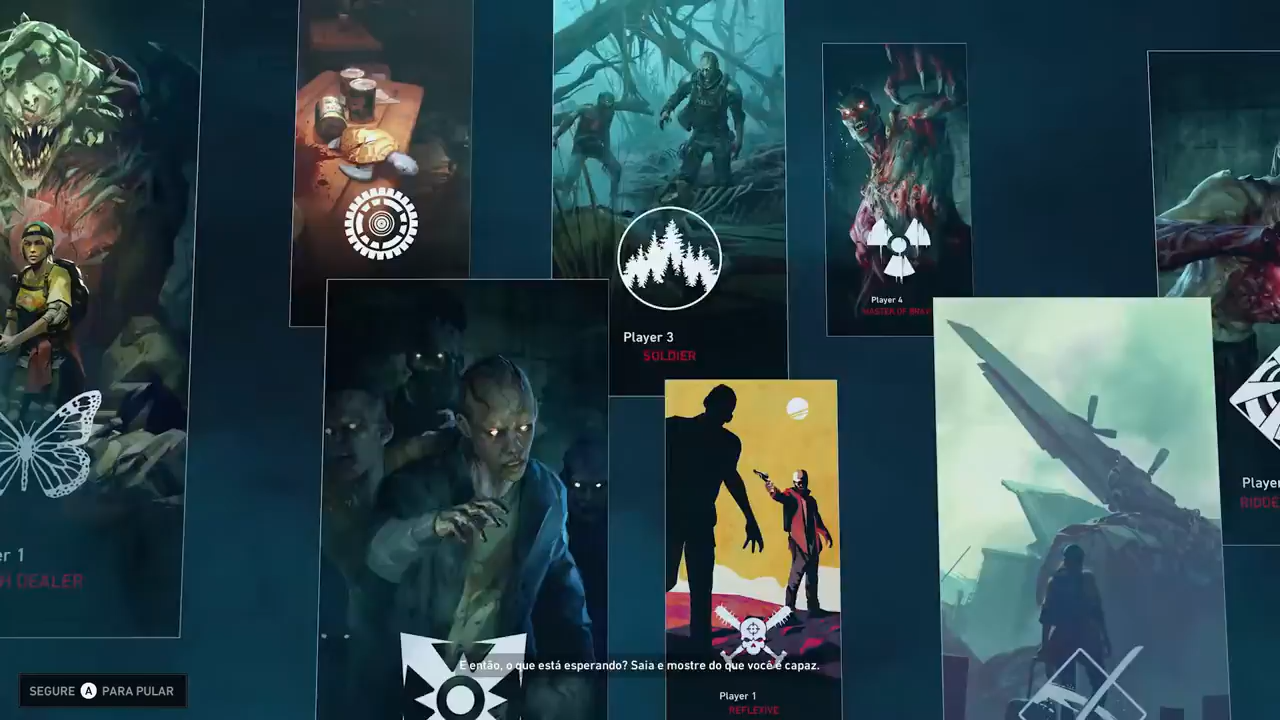 Player 4
Player 3
SOLDIER
Player
er 1
H DEALER
E então, o que está esperando? Saia e mostre do que você é capaz.
SEGURE A PARA PULAR
Player 1
REFLEXIVE